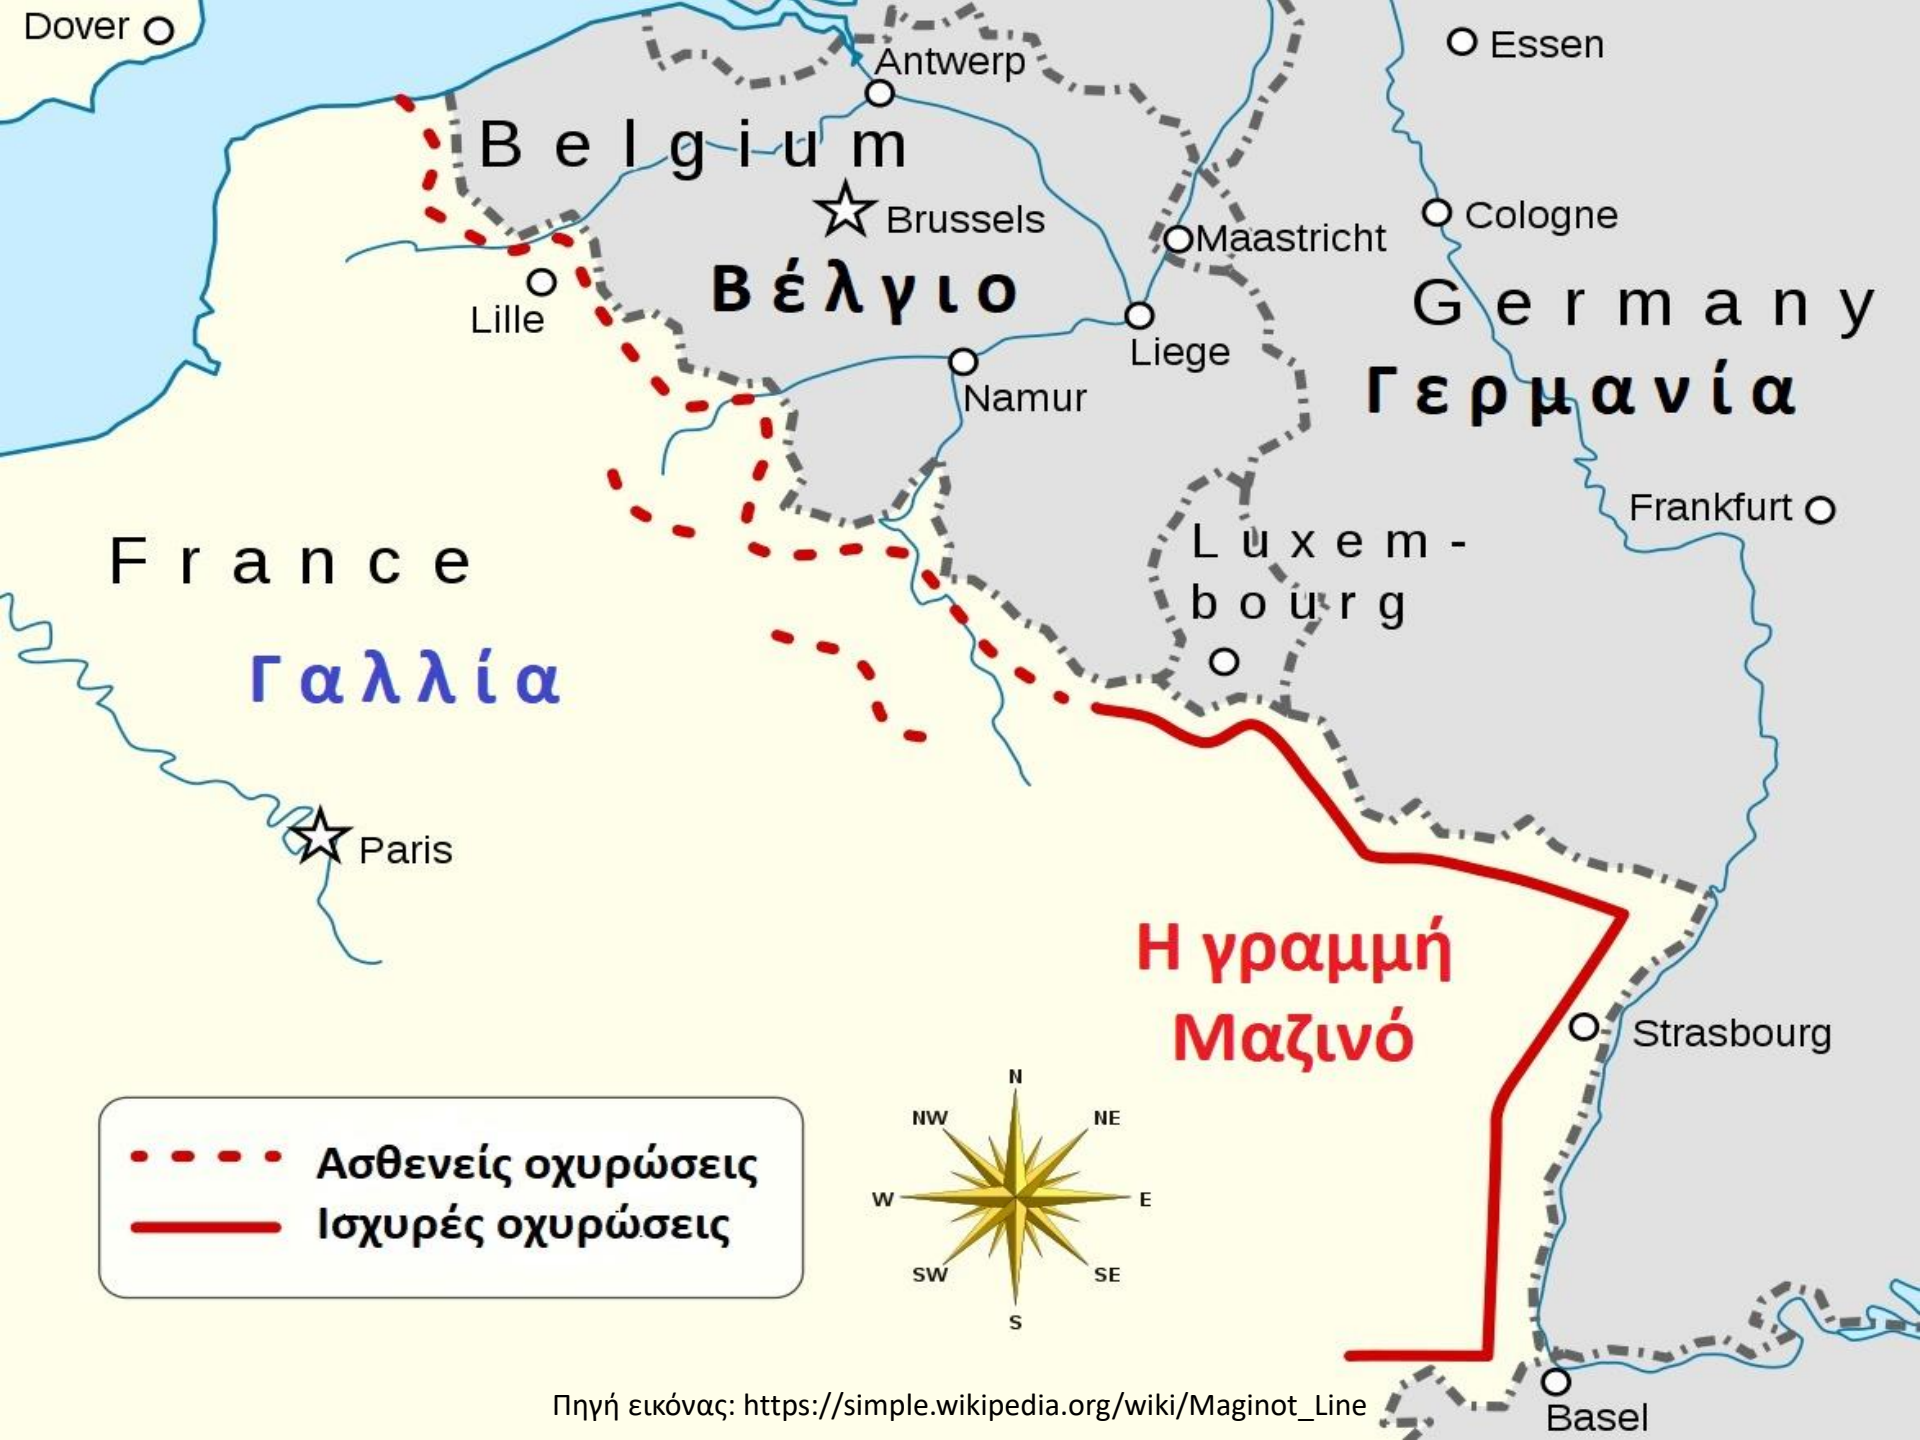 Dover
Essen
Antwerp
Belgium
Brussels
Cologne
Maastricht
Βέλγιο
Germany
Lille
Liege
Γερμανία
Namur
Frankfurt
France
Luxem-
bourg
Γαλλία
Paris
Η γραμμή
Μαζινό
Strasbourg
N
NW
NE
W
E
SW
SE
S
Ασθενείς οχυρώσεις
Ισχυρές οχυρώσεις
Πηγή εικόνας: https://simple.wikipedia.org/wiki/Maginot_Line
Basel